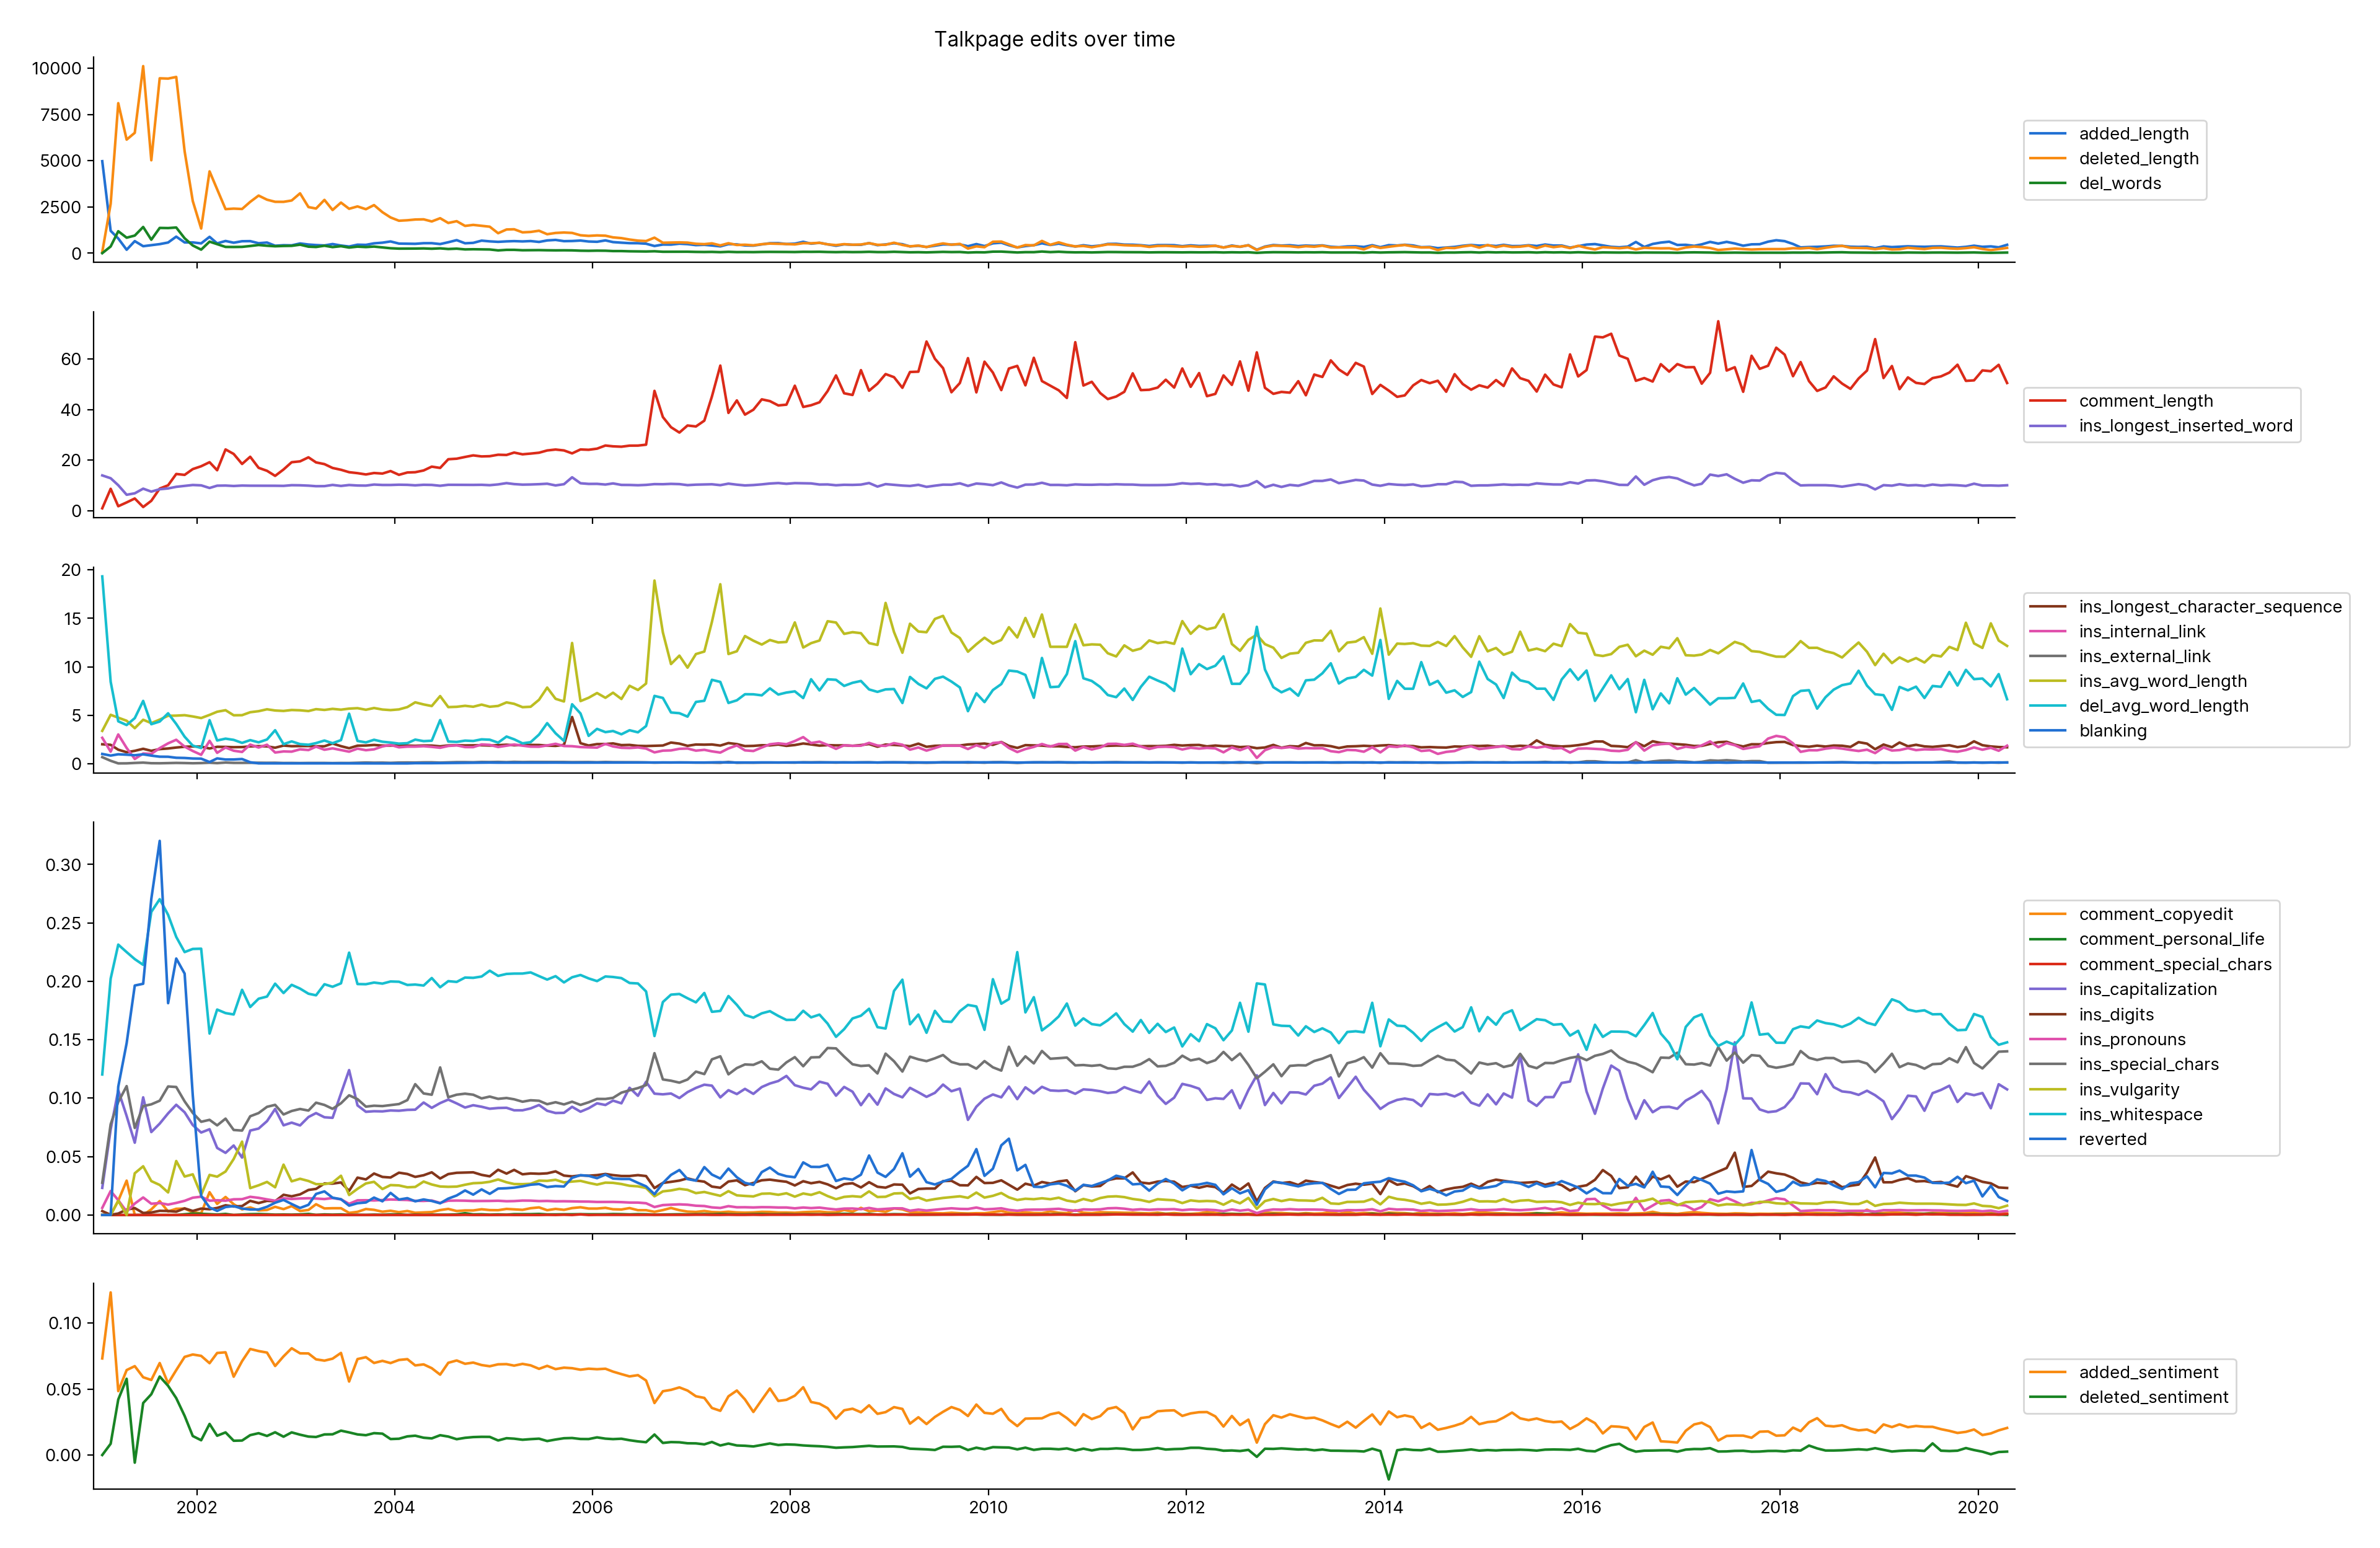 Talkpage edits over time
10000
7500
5000
2500
0
added_length
deleted_length
del_words
60
40
20
0
comment_length
ins_longest_inserted_word
20
15
10
5
0
ins_longest_character_sequence
ins_internal_link
ins_external_link
ins_avg_word_length
del_avg_word_length
blanking
0.30
0.25
0.20
0.15
0.10
0.05
0.00
comment_copyedit
comment_personal_life
comment_special_chars
ins_capitalization
ins_digits
ins_pronouns
ins_special_chars
ins_vulgarity
ins_whitespace
reverted
0.10
0.05
0.00
added_sentiment
deleted_sentiment
2002 2004 2006 2008 2010 2012 2014 2016 2018 2020